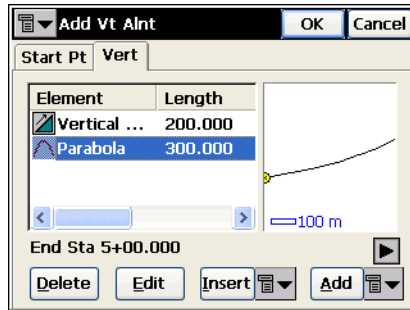 Add Vt Alnt OK Cancel
Start Pt Vert
Element Length
Vertical ... 200.000
Parabola 300.000
100 m
End Sta 5+00.000
Delete Edit Insert Add